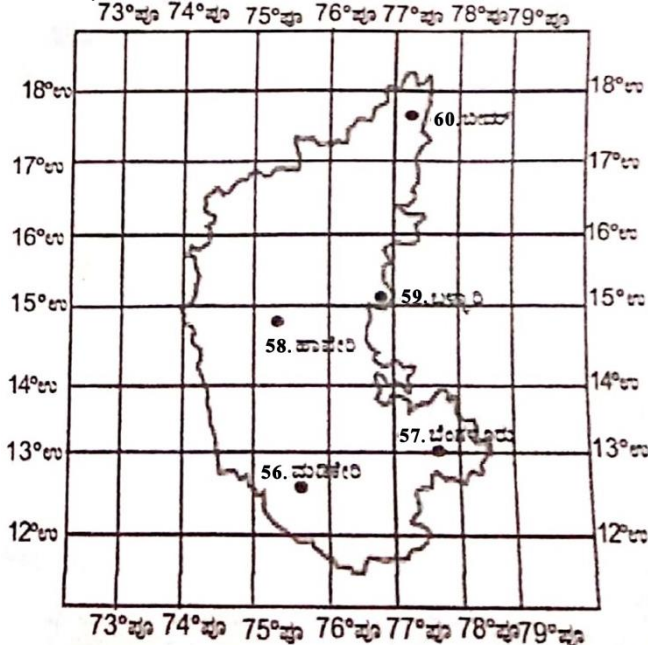 73°ಪೂ 74°ಪೂ 75°ಪೂ 76°ಪೂ 77°ಪೂ 78°ಪೂ 79°ಪೂ
18°ಉ 18°ಉ
60.ಬೀದರ್
17°ಉ 17°ಉ
16°ಉ 16°ಉ
15°ಉ 59.ಬಳ್ಳಾರಿ 15°ಉ
58.ಹಾವೇರಿ
14°ಉ 14°ಉ
57.ಬೆಂಗಳೂರು
13°ಉ 13°ಉ
56.ಮಡಿಕೇರಿ
12°ಉ 12°ಉ
73°ಪೂ 74°ಪೂ 75°ಪೂ 76°ಪೂ 77°ಪೂ 78°ಪೂ 79°ಪೂ